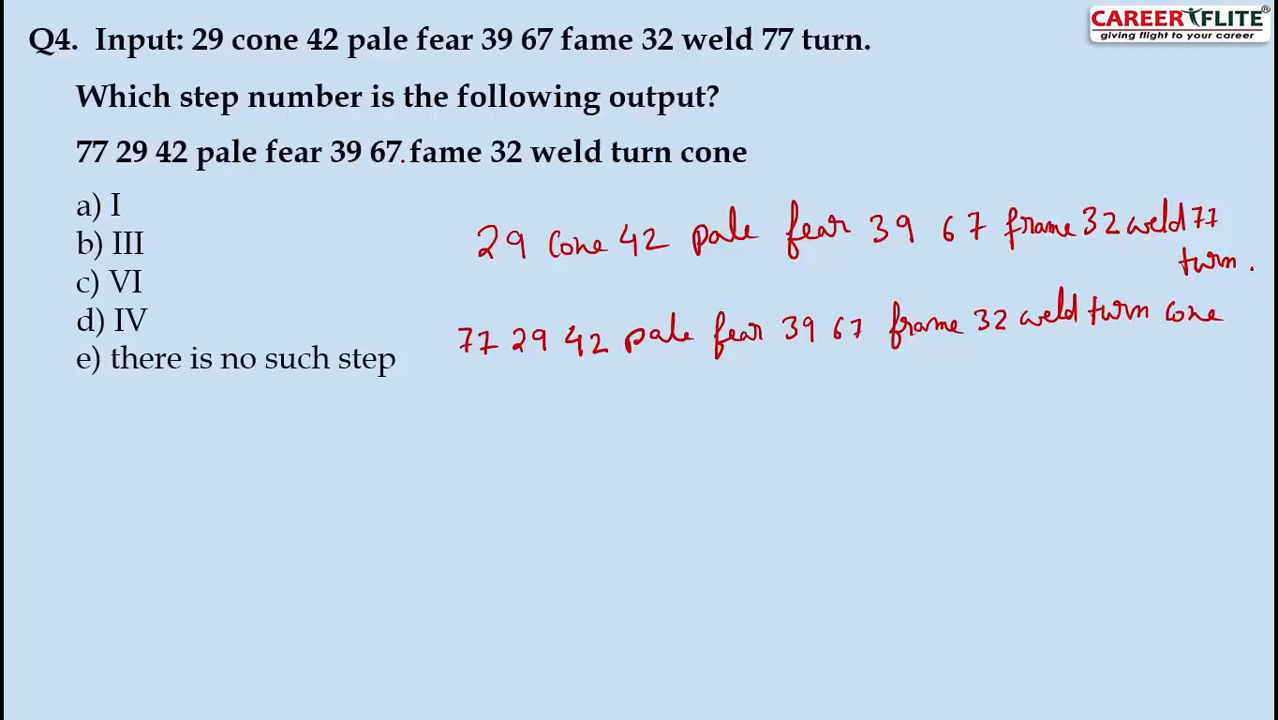 CAREER FLITE™
giving flight to your career
Q4. Input: 29 cone 42 pale fear 39 67 fame 32 weld 77 turn.
Which step number is the following output?
77 29 42 pale fear 39 67 fame 32 weld turn cone
a) I
b) III
c) VI
d) IV
e) there is no such step
29 cone 42 pale fear 39 67 frame 32 weld 77
turn.
77 29 42 pale fear 39 67 frame 32 weld turn cone